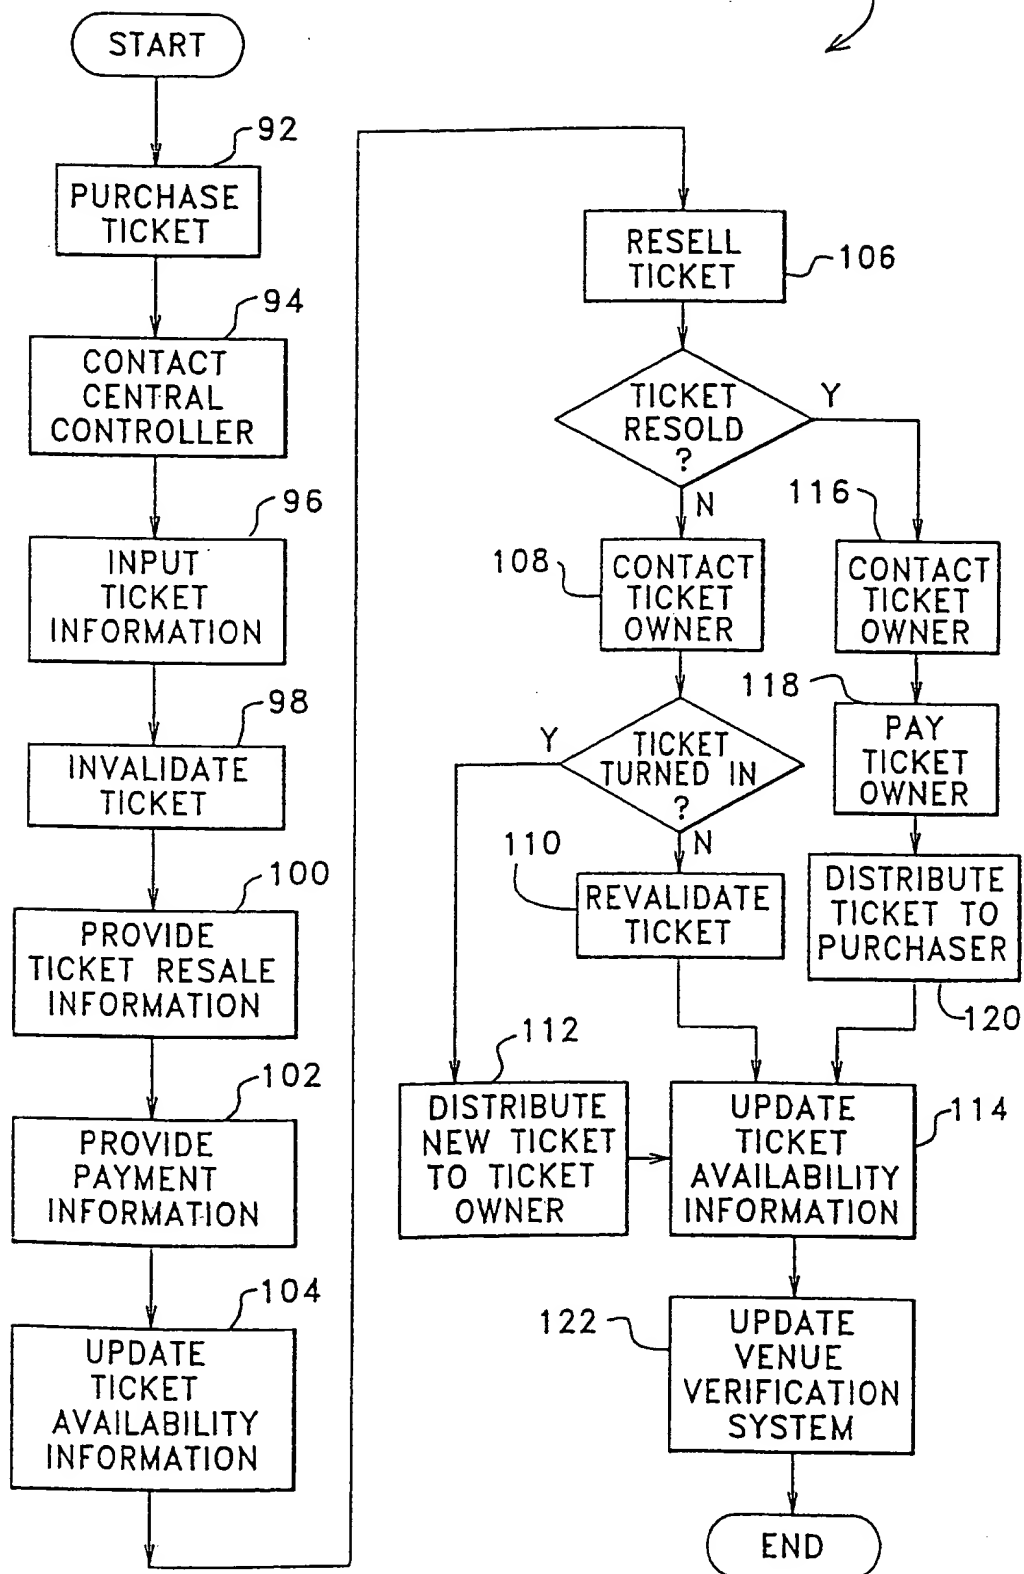 START
92
PURCHASE
TICKET
94
CONTACT
CENTRAL
CONTROLLER
96
INPUT
TICKET
INFORMATION
98
INVALIDATE
TICKET
100
PROVIDE
TICKET RESALE
INFORMATION
102
PROVIDE
PAYMENT
INFORMATION
104
UPDATE
TICKET
AVAILABILITY
INFORMATION
RESELL
TICKET
106
TICKET
RESOLD
?
Y
N
108
CONTACT
TICKET
OWNER
116
CONTACT
TICKET
OWNER
118
PAY
TICKET
OWNER
TICKET
TURNED IN
?
Y
N
110
REVALIDATE
TICKET
DISTRIBUTE
TICKET TO
PURCHASER
120
112
DISTRIBUTE
NEW TICKET
TO TICKET
OWNER
UPDATE
TICKET
AVAILABILITY
INFORMATION
114
122
UPDATE
VENUE
VERIFICATION
SYSTEM
END